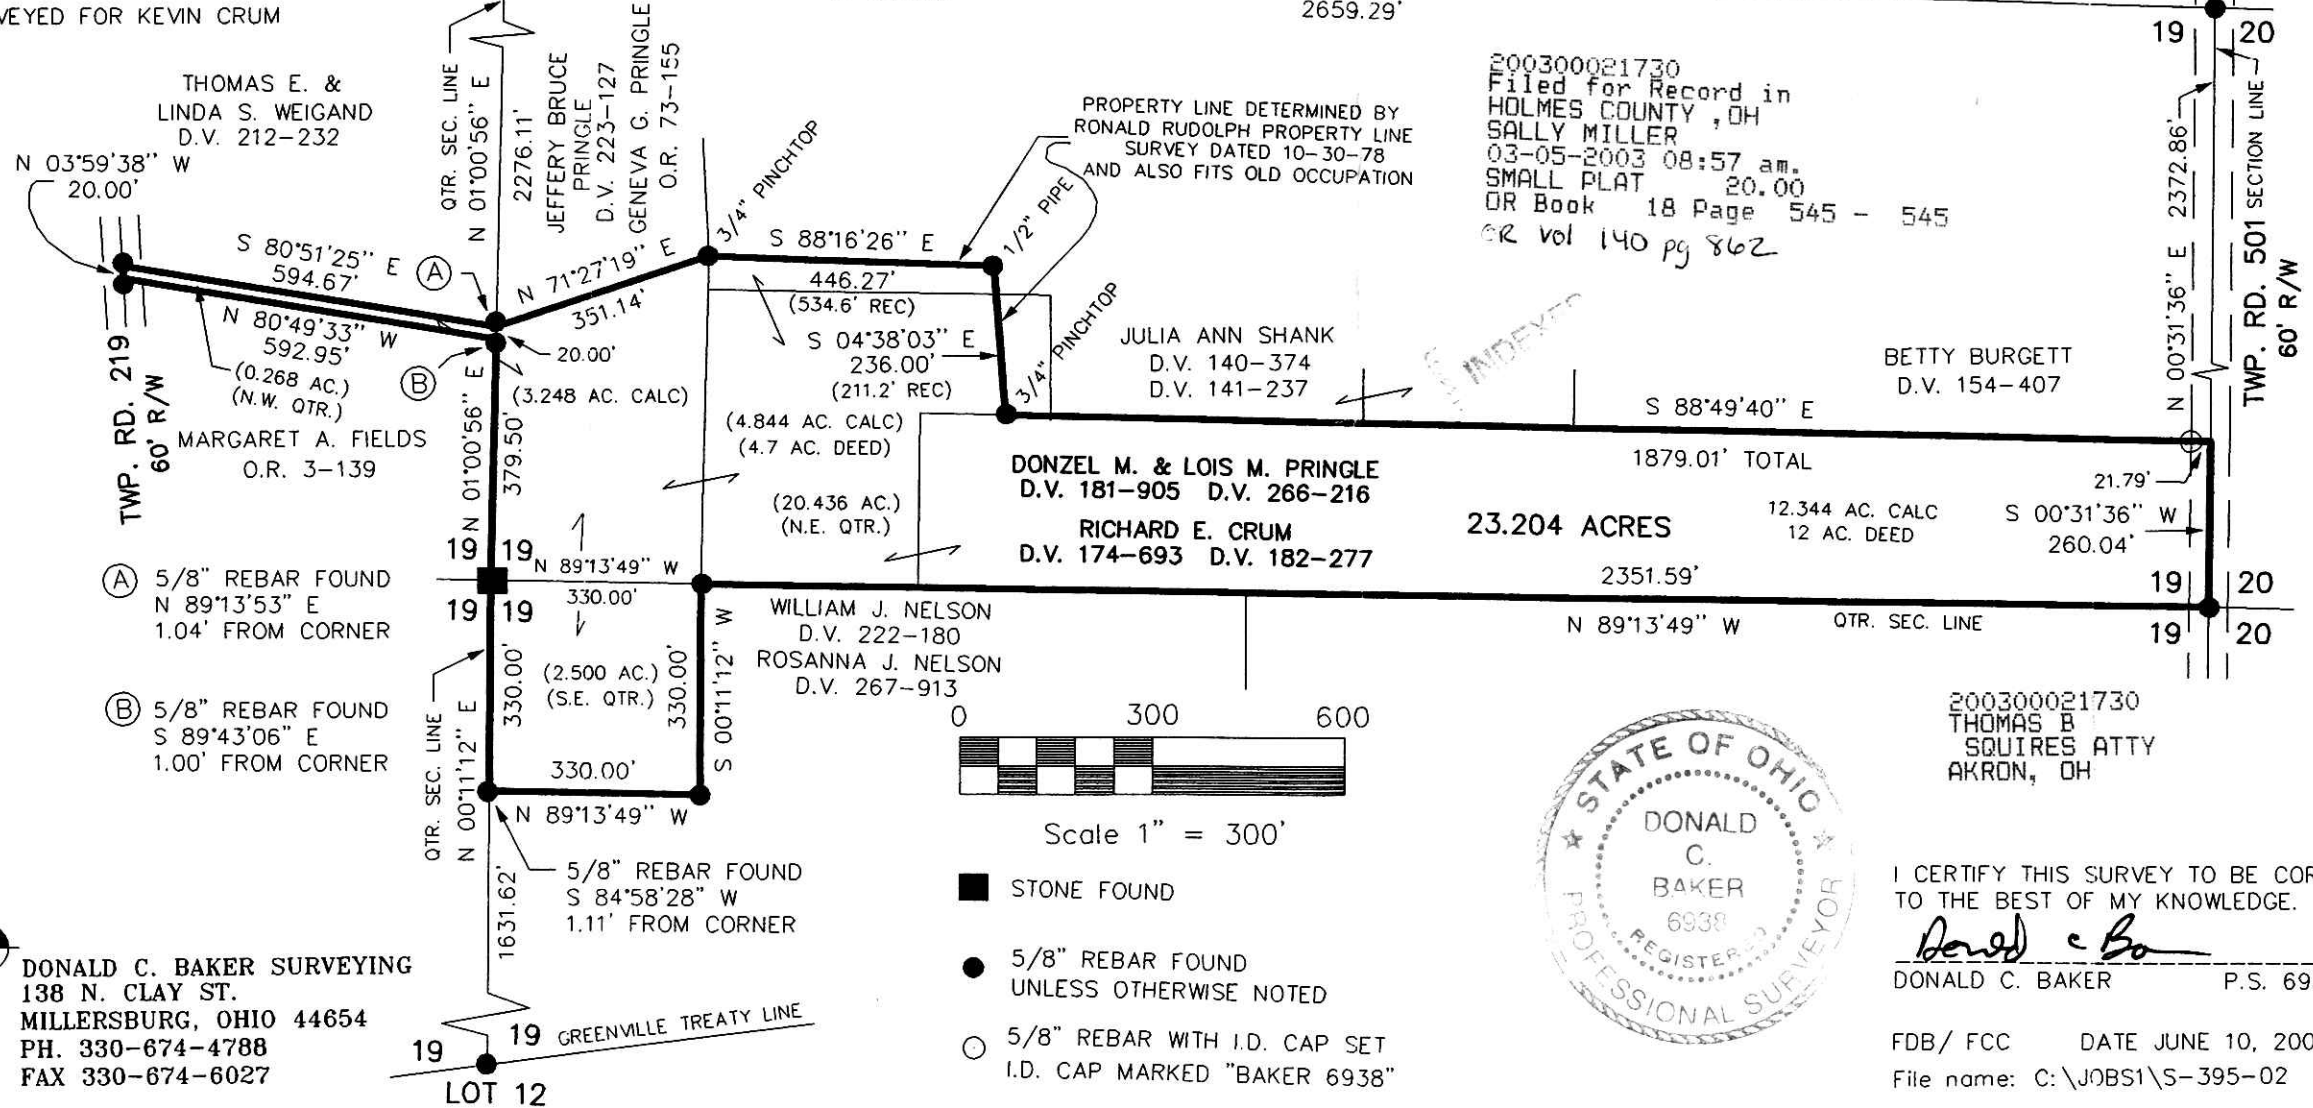 VEYED FOR KEVIN CRUM
2659.29'
19 20
THOMAS E. &
LINDA S. WEIGAND
D.V. 212-232
N 03°59'38" W
20.00'
QTR. SEC. LINE
N 01°00'56" E
2276.11'
JEFFERY BRUCE
PRINGLE
D.V. 223-127
GENEVA G. PRINGLE
O.R. 73-155
3/4" PINCHTOP
PROPERTY LINE DETERMINED BY
RONALD RUDOLPH PROPERTY LINE
SURVEY DATED 10-30-78
AND ALSO FITS OLD OCCUPATION
200300021730
Filed for Record in
HOLMES COUNTY , OH
SALLY MILLER
03-05-2003 08:57 am.
SMALL PLAT 20.00
OR Book 18 Page 545 - 545
OR Vol 140 pg 862
N 00°31'36" E 2372.86'
SECTION LINE
TWP. RD. 501
60' R/W
S 80°51'25" E
594.67'
A
N 71°27'19" E
351.14'
S 88°16'26" E
446.27'
(534.6' REC)
1/2" PIPE
N 80°49'33" W
592.95'
(0.268 AC.)
(N.W. QTR.)
20.00'
B
(3.248 AC. CALC)
S 04°38'03" E
236.00'
(211.2' REC)
3/4" PINCHTOP
JULIA ANN SHANK
D.V. 140-374
D.V. 141-237
INDEXED
BETTY BURGETT
D.V. 154-407
TWP. RD. 219
60' R/W
MARGARET A. FIELDS
O.R. 3-139
N 01°00'56" E
379.50'
(4.844 AC. CALC)
(4.7 AC. DEED)
S 88°49'40" E
1879.01' TOTAL
21.79'
DONZEL M. & LOIS M. PRINGLE
D.V. 181-905 D.V. 266-216
RICHARD E. CRUM
D.V. 174-693 D.V. 182-277
(20.436 AC.)
(N.E. QTR.)
23.204 ACRES
12.344 AC. CALC
12 AC. DEED
S 00°31'36" W
260.04'
19 19
N 89°13'49" W
330.00'
19 19
2351.59'
N 89°13'49" W
QTR. SEC. LINE
19 20
19 20
A 5/8" REBAR FOUND
N 89°13'53" E
1.04' FROM CORNER
B 5/8" REBAR FOUND
S 89°43'06" E
1.00' FROM CORNER
WILLIAM J. NELSON
D.V. 222-180
ROSANNA J. NELSON
D.V. 267-913
QTR. SEC. LINE
N 00°11'12" E
330.00'
(2.500 AC.)
(S.E. QTR.)
330.00'
S 00°11'12" W
330.00'
N 89°13'49" W
1631.62'
5/8" REBAR FOUND
S 84°58'28" W
1.11' FROM CORNER
0 300 600
Scale 1" = 300'
STONE FOUND
5/8" REBAR FOUND
UNLESS OTHERWISE NOTED
5/8" REBAR WITH I.D. CAP SET
I.D. CAP MARKED "BAKER 6938"
19 19
GREENVILLE TREATY LINE
LOT 12
DONALD C. BAKER SURVEYING
138 N. CLAY ST.
MILLERSBURG, OHIO 44654
PH. 330-674-4788
FAX 330-674-6027
STATE OF OHIO
DONALD
C.
BAKER
6938
REGISTERED
PROFESSIONAL SURVEYOR
200300021730
THOMAS B
SQUIRES ATTY
AKRON, OH
I CERTIFY THIS SURVEY TO BE COR
TO THE BEST OF MY KNOWLEDGE.
Donald C Ba
DONALD C. BAKER P.S. 69
FDB/ FCC DATE JUNE 10, 200
File name: C:\JOBS1\S-395-02